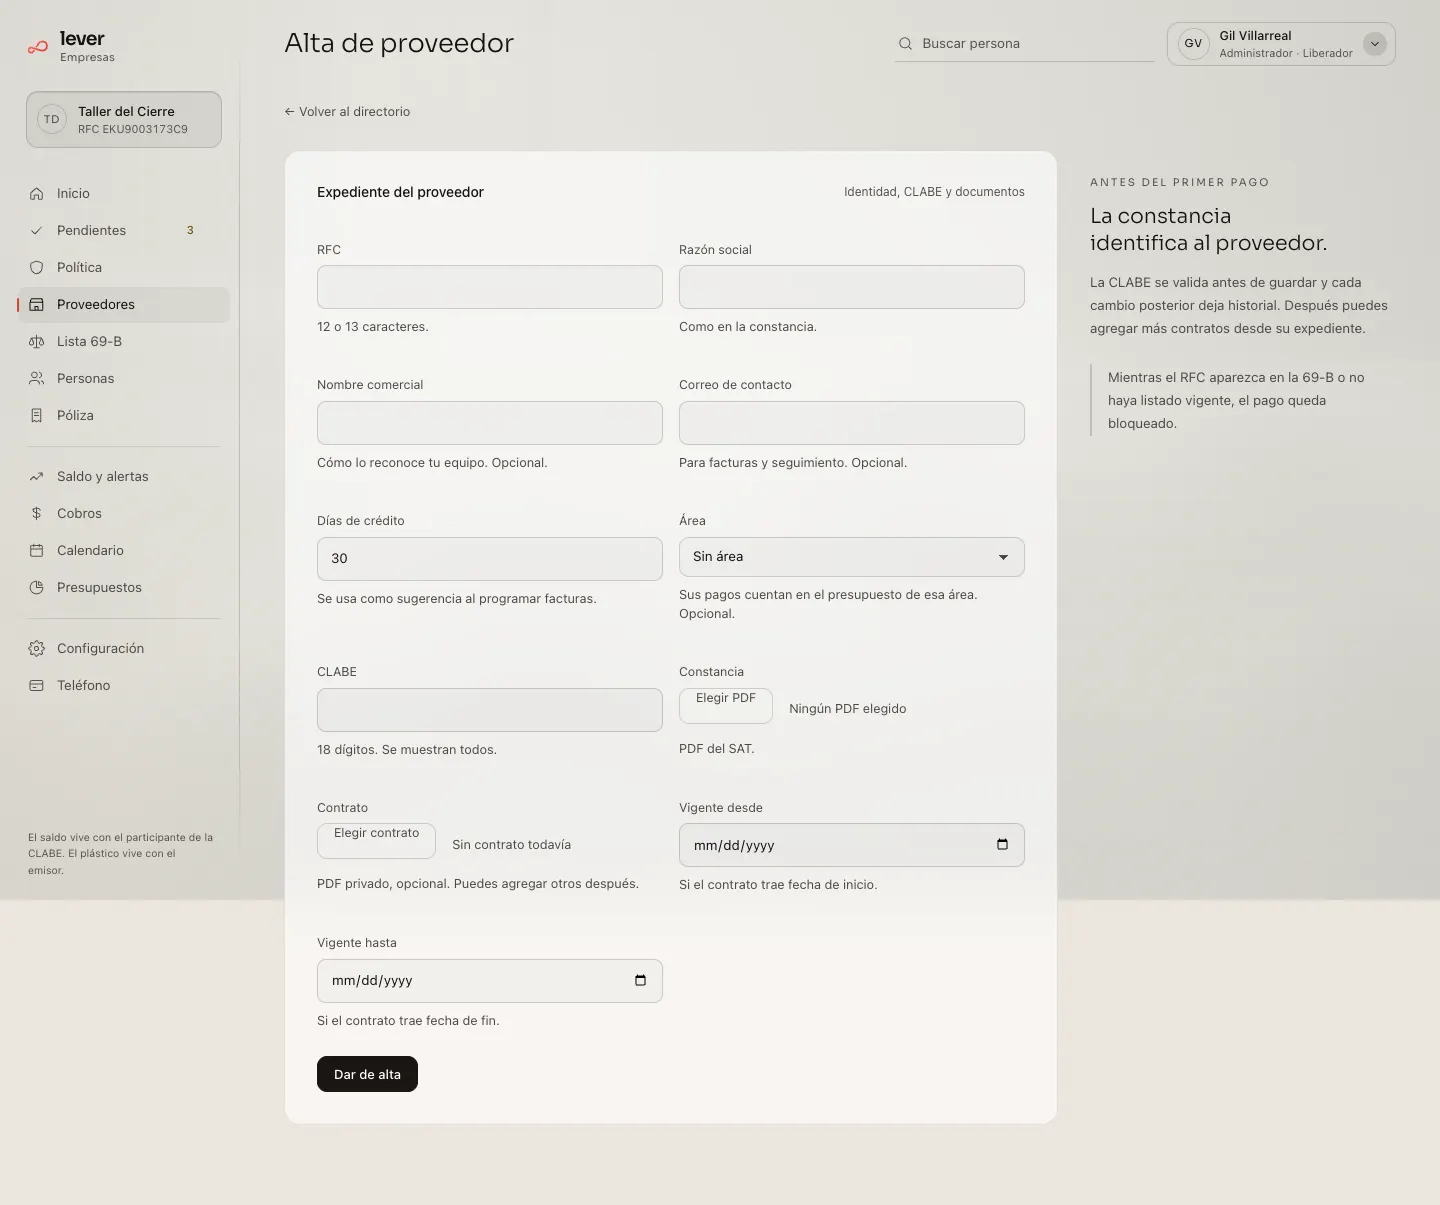 lever
Empresas
Alta de proveedor
Buscar persona
GV
Gil Villarreal
Administrador · Liberador
TD
Taller del Cierre
RFC EKU9003173C9
Inicio
Pendientes 3
Política
Proveedores
Lista 69-B
Personas
Póliza
Saldo y alertas
Cobros
Calendario
Presupuestos
Configuración
Teléfono
El saldo vive con el participante de la
CLABE. El plástico vive con el
emisor.
← Volver al directorio
Expediente del proveedor
Identidad, CLABE y documentos
RFC
12 o 13 caracteres.
Razón social
Como en la constancia.
Nombre comercial
Cómo lo reconoce tu equipo. Opcional.
Correo de contacto
Para facturas y seguimiento. Opcional.
Días de crédito
30
Se usa como sugerencia al programar facturas.
Área
Sin área
Sus pagos cuentan en el presupuesto de esa área.
Opcional.
CLABE
18 dígitos. Se muestran todos.
Constancia
Elegir PDF
Ningún PDF elegido
PDF del SAT.
Contrato
Elegir contrato
Sin contrato todavía
PDF privado, opcional. Puedes agregar otros después.
Vigente desde
mm/dd/yyyy
Si el contrato trae fecha de inicio.
Vigente hasta
mm/dd/yyyy
Si el contrato trae fecha de fin.
Dar de alta
ANTES DEL PRIMER PAGO
La constancia
identifica al proveedor.
La CLABE se valida antes de guardar y cada
cambio posterior deja historial. Después puedes
agregar más contratos desde su expediente.
Mientras el RFC aparezca en la 69-B o no
haya listado vigente, el pago queda
bloqueado.